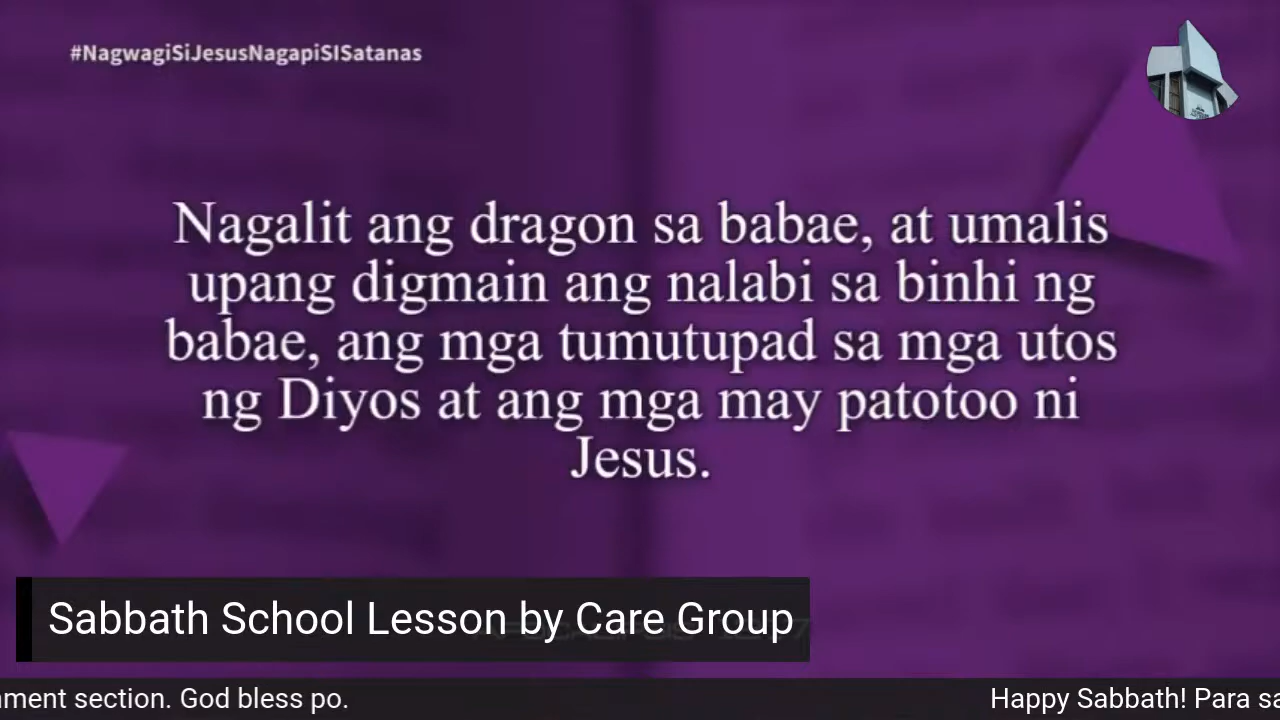 #NagwagiSiJesusNagapiSISatanas
Nagalit ang dragon sa babae, at umalis
upang digmain ang nalabi sa binhi ng
babae, ang mga tumutupad sa mga utos
ng Diyos at ang mga may patotoo ni
Jesus.
Sabbath School Lesson by Care Group
section. God bless po.
Happy Sabbath! Para